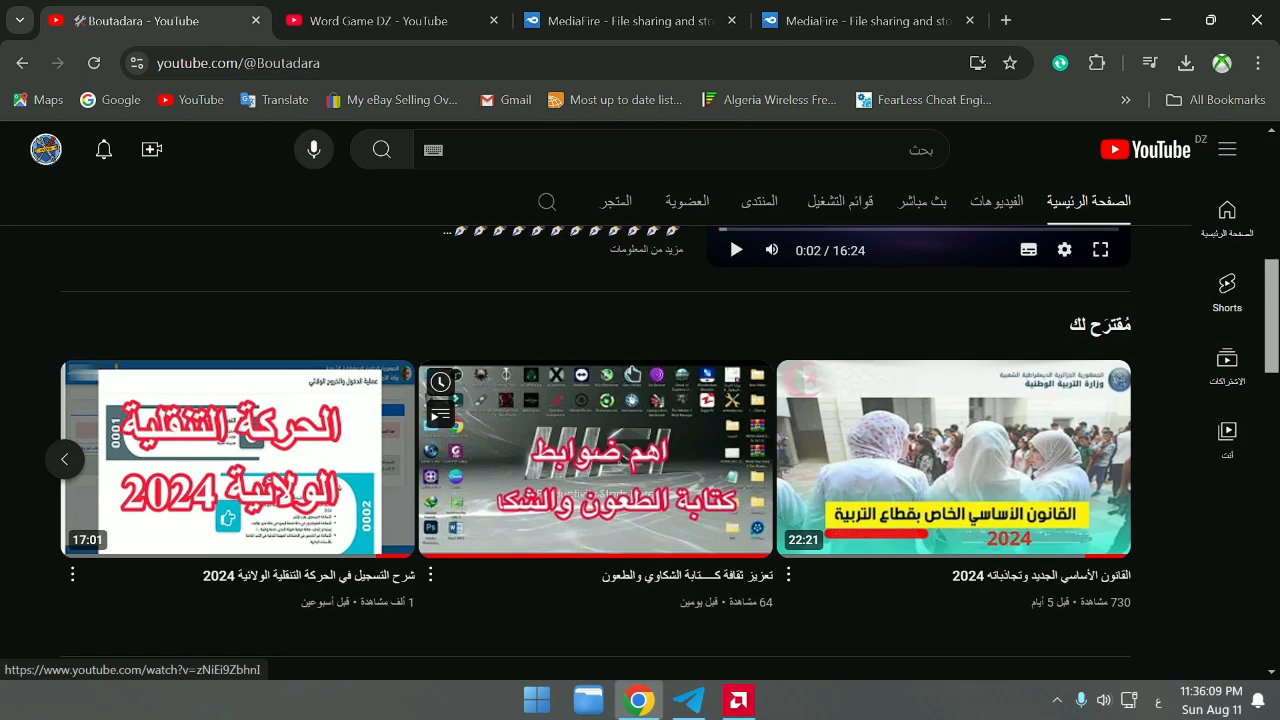 Boutadara - YouTube
Word Game DZ - YouTube
MediaFire - File sharing and sto
MediaFire - File sharing and sto
youtube.com/@Boutadara
Maps
Google
YouTube
Translate
My eBay Selling Ov...
Gmail
Most up to date list...
Algeria Wireless Fre...
FearLess Cheat Engi...
All Bookmarks
بحث
YouTube DZ
الصفحة الرئيسية
الفيديوهات
بث مباشر
قوائم التشغيل
المنتدى
العضوية
المتجر
...
مزيد من المعلومات
0:02 / 16:24
الصفحة الرئيسية
Shorts
الاشتراكات
أنت
مُقترَح لك
الجمهورية الجزائرية الديمقراطية الشعبية
وزارة التربية الوطنية
القانون الأساسي الخاص بقطاع التربية
2024
22:21
القانون الأساسي الجديد وتجاذباته 2024
730 مشاهدة • قبل 5 أيام
اهم ضوابط
كتابة الطعون والشكا
تعزيز ثقافة كــــتابة الشكاوي والطعون
64 مشاهدة • قبل يومين
عملية الدخول والخروج الولائي
0001
الحركة التنقلية
الولائية 2024
0002
17:01
شرح التسجيل في الحركة التنقلية الولائية 2024
1 ألف مشاهدة • قبل أسبوعين
https://www.youtube.com/watch?v=zNiEi9ZbhnI
ع
11:36:09 PM
Sun Aug 11